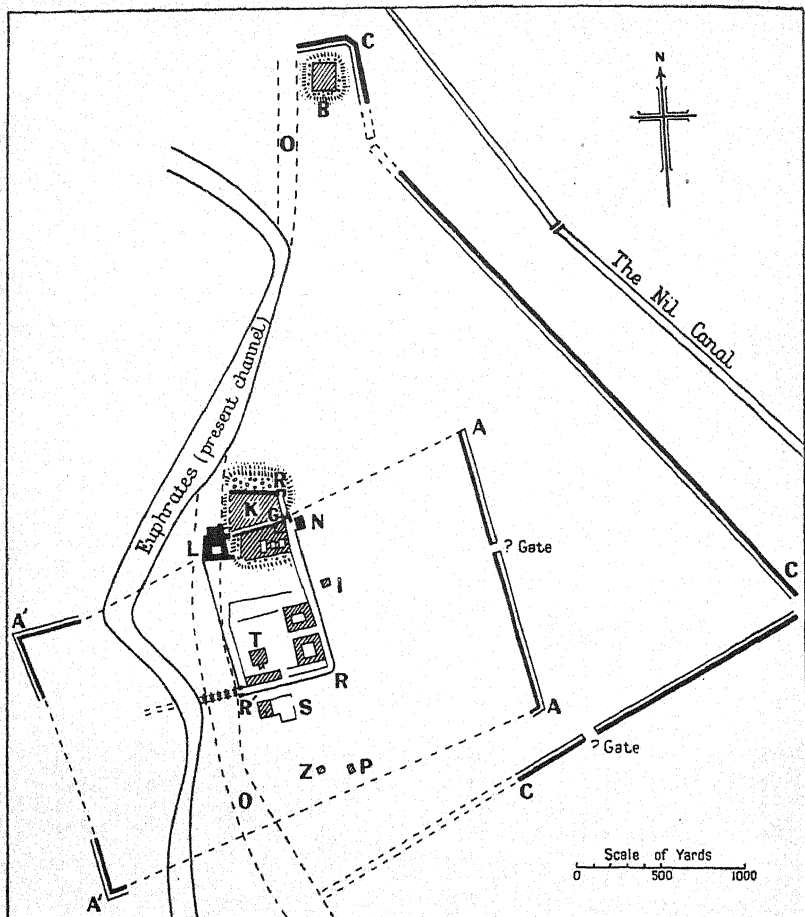 C
N
B
O
The Nil Canal
Euphrates (present channel)
A
R
K
G
N
L
? Gate
I
C
A'
T
R
R'
S
A
? Gate
Z
P
C
O
A'
Scale of Yards
0 500 1000